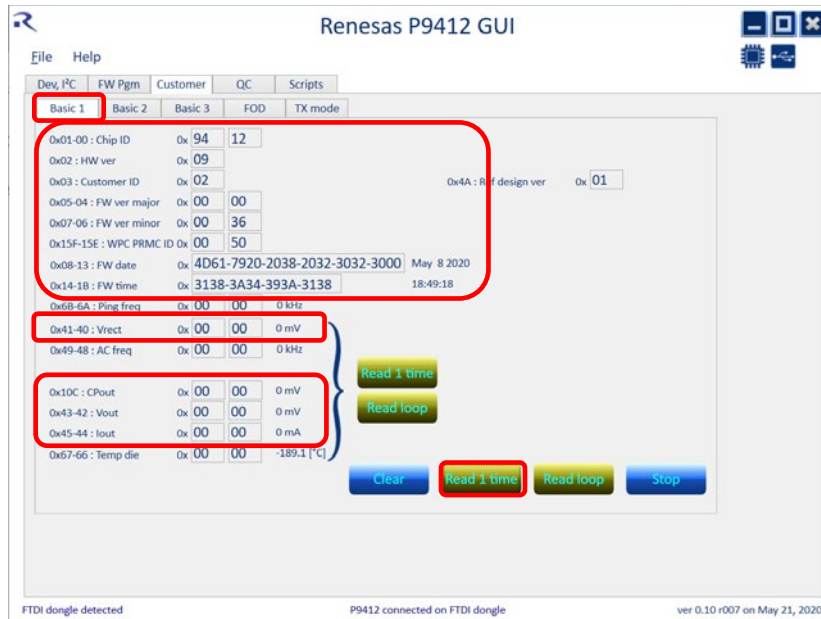 Renesas P9412 GUI
File Help
Dev, I²C FW Pgm Customer QC Scripts
Basic 1 Basic 2 Basic 3 FOD TX mode
0x01-00 : Chip ID 0x 94 12
0x02 : HW ver 0x 09
0x03 : Customer ID 0x 02 0x4A : Ref design ver 0x 01
0x05-04 : FW ver major 0x 00 00
0x07-06 : FW ver minor 0x 00 36
0x15F-15E : WPC PRMC ID 0x 00 50
0x08-13 : FW date 0x 4D61-7920-2038-2032-3032-3000 May 8 2020
0x14-1B : FW time 0x 3138-3A34-393A-3138 18:49:18
0x6B-6A : Ping freq 0x 00 00 0 kHz
0x41-40 : Vrect 0x 00 00 0 mV
0x49-48 : AC freq 0x 00 00 0 kHz
Read 1 time
0x10C : CPout 0x 00 00 0 mV
Read loop
0x43-42 : Vout 0x 00 00 0 mV
0x45-44 : Iout 0x 00 00 0 mA
0x67-66 : Temp die 0x 00 00 -189.1 [°C]
Clear Read 1 time Read loop Stop
FTDI dongle detected P9412 connected on FTDI dongle ver 0.10 r007 on May 21, 2020